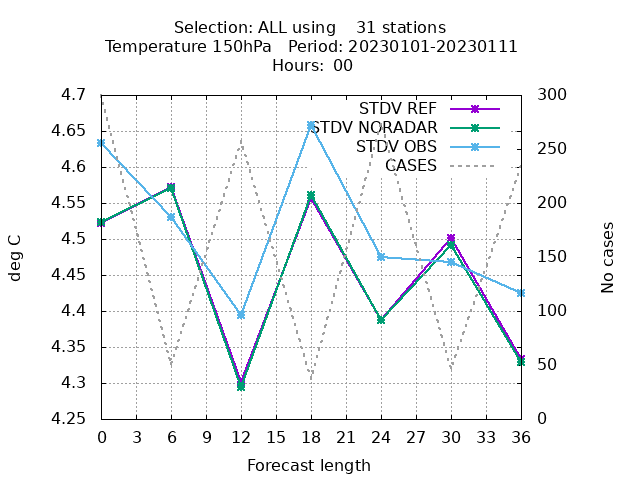 Selection: ALL using    31 stations
Temperature 150hPa   Period: 20230101-20230111
Hours:  00
4.7
4.65
4.6
4.55
4.5
4.45
4.4
4.35
4.3
4.25
deg C
STDV REF
STDV NORADAR
STDV OBS
CASES
300
250
200
150
100
50
0
No cases
0 3 6 9 12 15 18 21 24 27 30 33 36
Forecast length